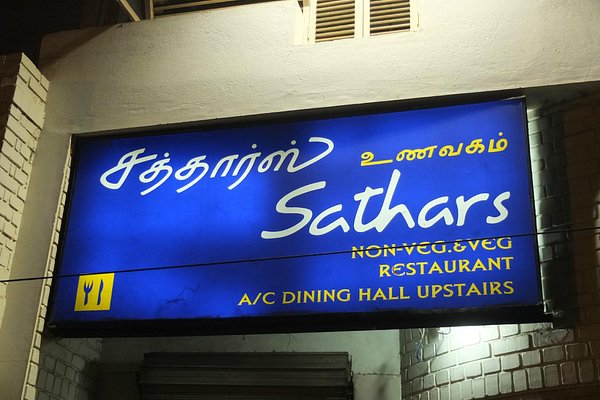 சத்தார்ஸ் உணவகம்
Sathars
NON-VEG.&VEG
RESTAURANT
A/C DINING HALL UPSTAIRS